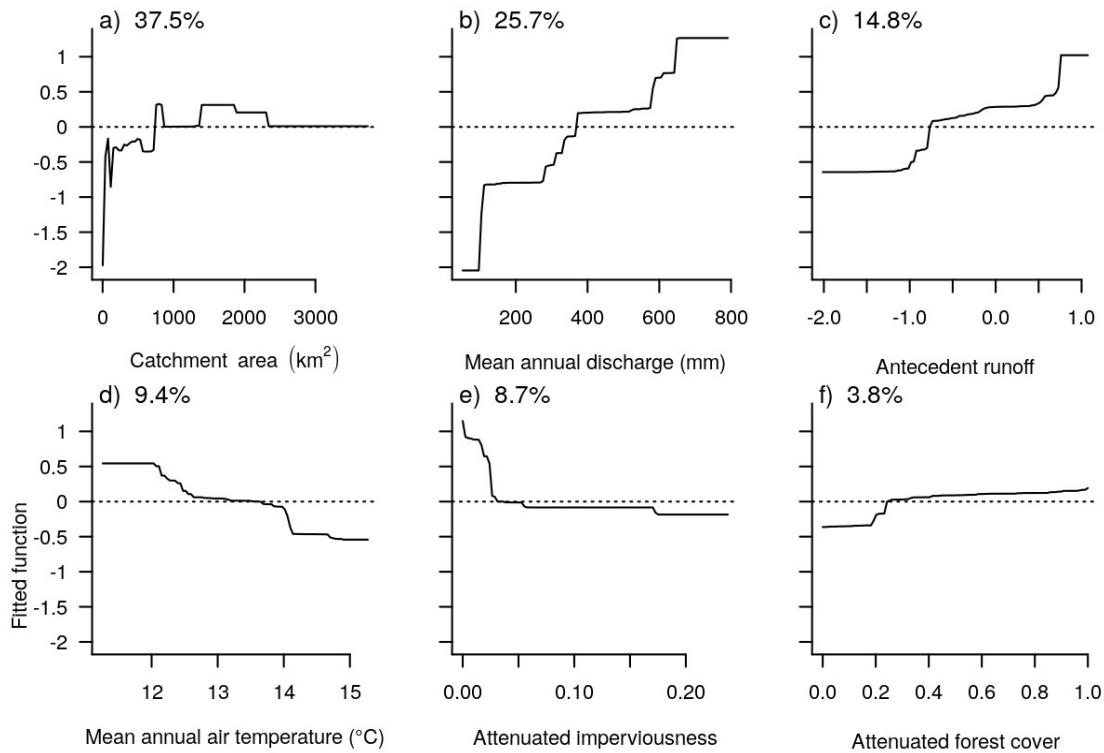 a) 37.5%
b) 25.7%
c) 14.8%
1
0.5
0
-0.5
-1
-1.5
-2
0 1000 2000 3000
200 400 600 800
-2.0 -1.0 0.0 1.0
Catchment area (km²)
Mean annual discharge (mm)
Antecedent runoff
d) 9.4%
e) 8.7%
f) 3.8%
1
0.5
0
-0.5
-1
-1.5
-2
Fitted function
12 13 14 15
0.00 0.10 0.20
0.0 0.2 0.4 0.6 0.8 1.0
Mean annual air temperature (°C)
Attenuated imperviousness
Attenuated forest cover